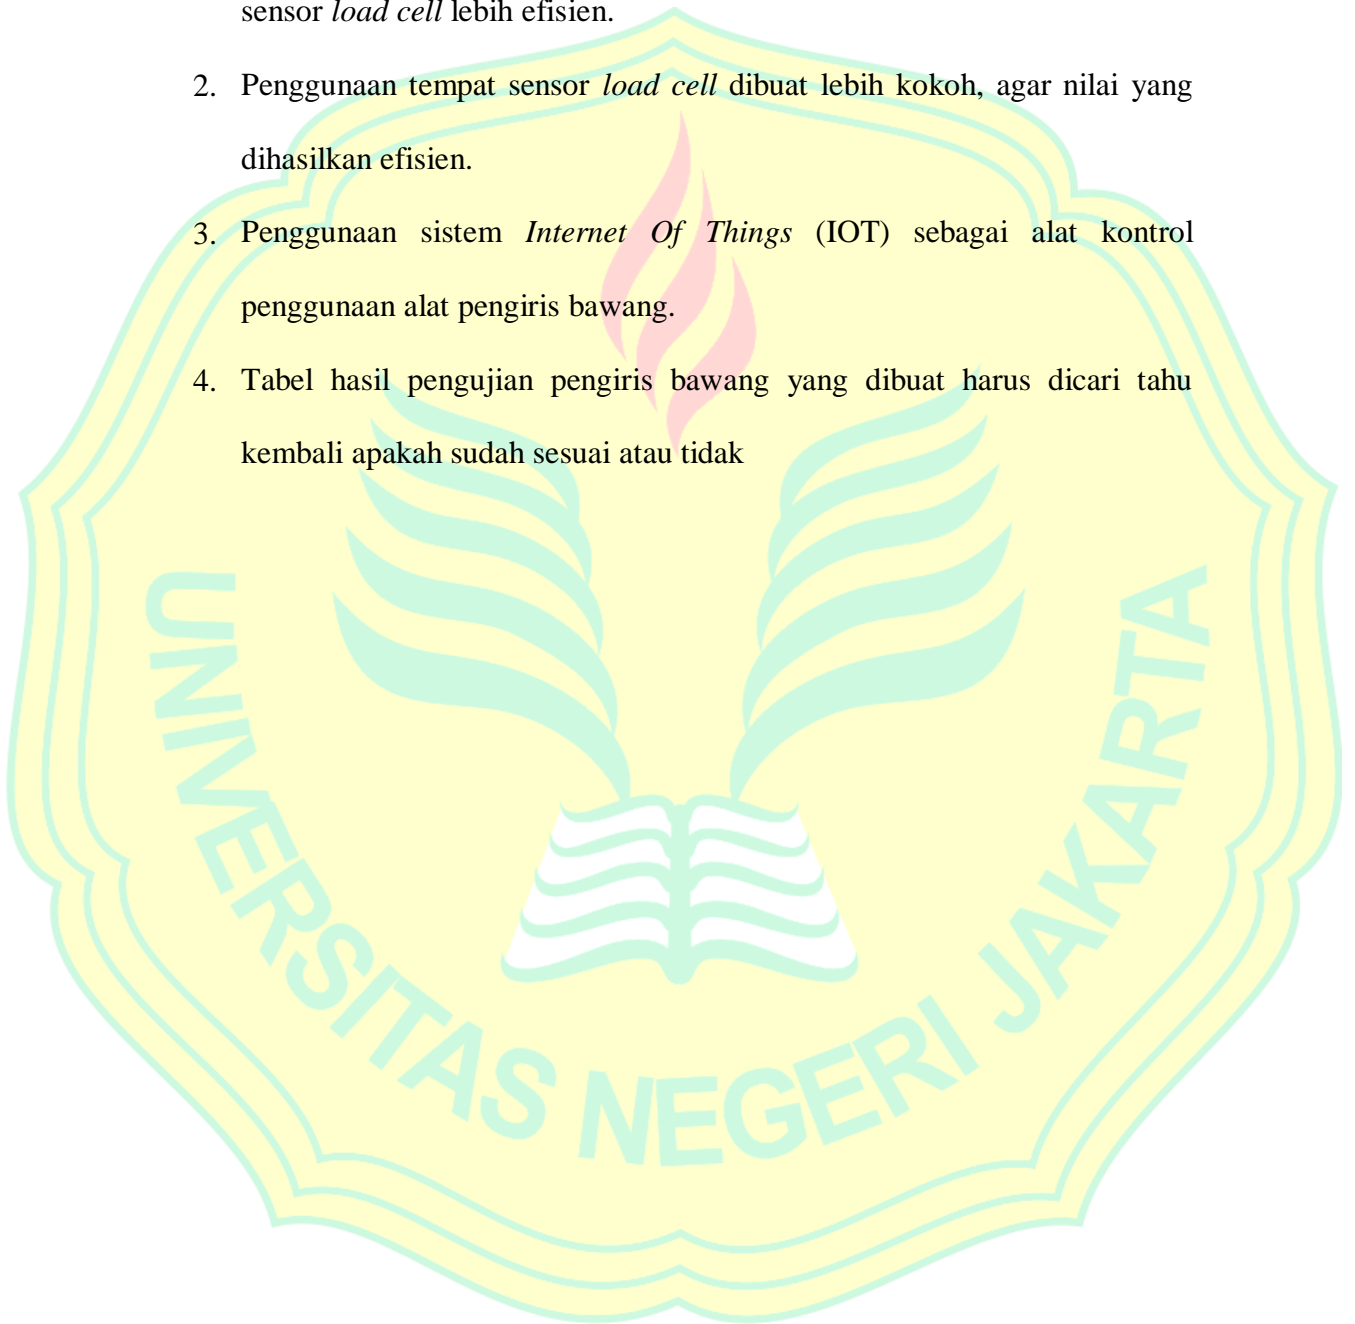 sensor load cell lebih efisien.
2. Penggunaan tempat sensor load cell dibuat lebih kokoh, agar nilai yang
dihasilkan efisien.
3. Penggunaan sistem Internet Of Things (IOT) sebagai alat kontrol
penggunaan alat pengiris bawang.
4. Tabel hasil pengujian pengiris bawang yang dibuat harus dicari tahu
kembali apakah sudah sesuai atau tidak
UNIVERSITAS NEGERI JAKARTA